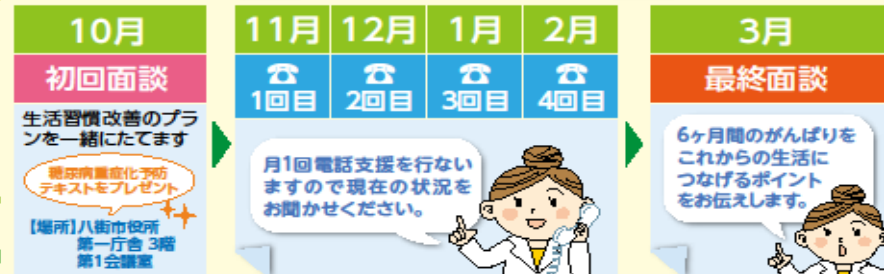 10月
初回面談
生活習慣改善のプラ
ンを一緒にたてます
糖尿病重症化予防
テキストをプレゼント
【場所】八街市役所
第一庁舎 3階
第1会議室
11月 12月 1月 2月
☎ ☎ ☎ ☎
1回目 2回目 3回目 4回目
月1回電話支援を行ない
ますので現在の状況を
お聞かせください。
3月
最終面談
6ヶ月間のがんばりを
これからの生活に
つなげるポイント
をお伝えします。